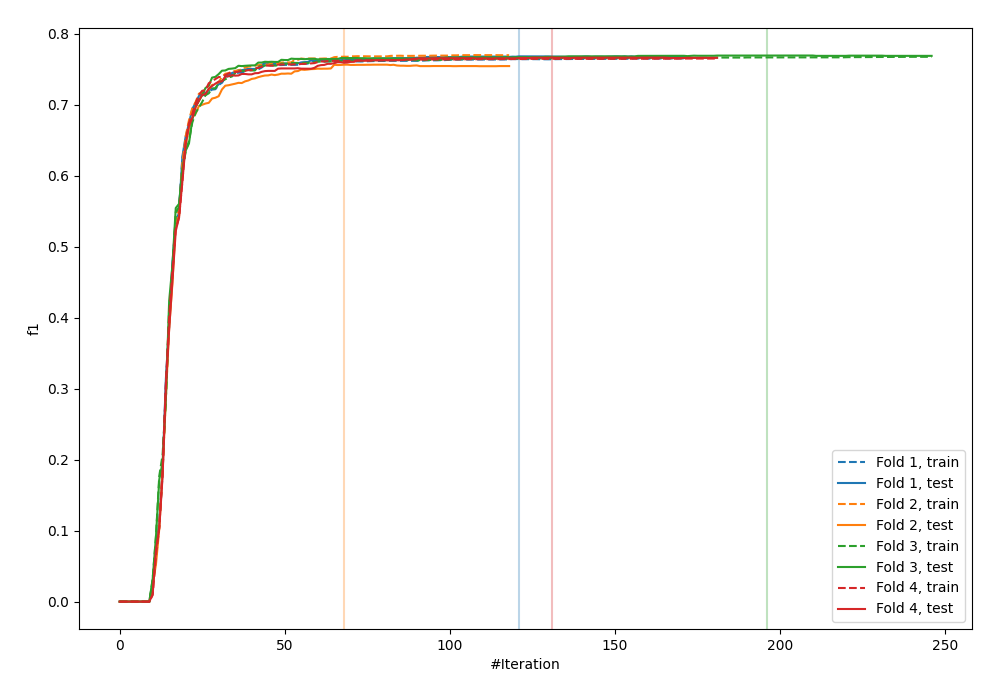 0.8
0.7
0.6
0.5
0.4
0.3
0.2
0.1
0.0
f1
0 50 100 150 200 250
#Iteration
Fold 1, train
Fold 1, test
Fold 2, train
Fold 2, test
Fold 3, train
Fold 3, test
Fold 4, train
Fold 4, test